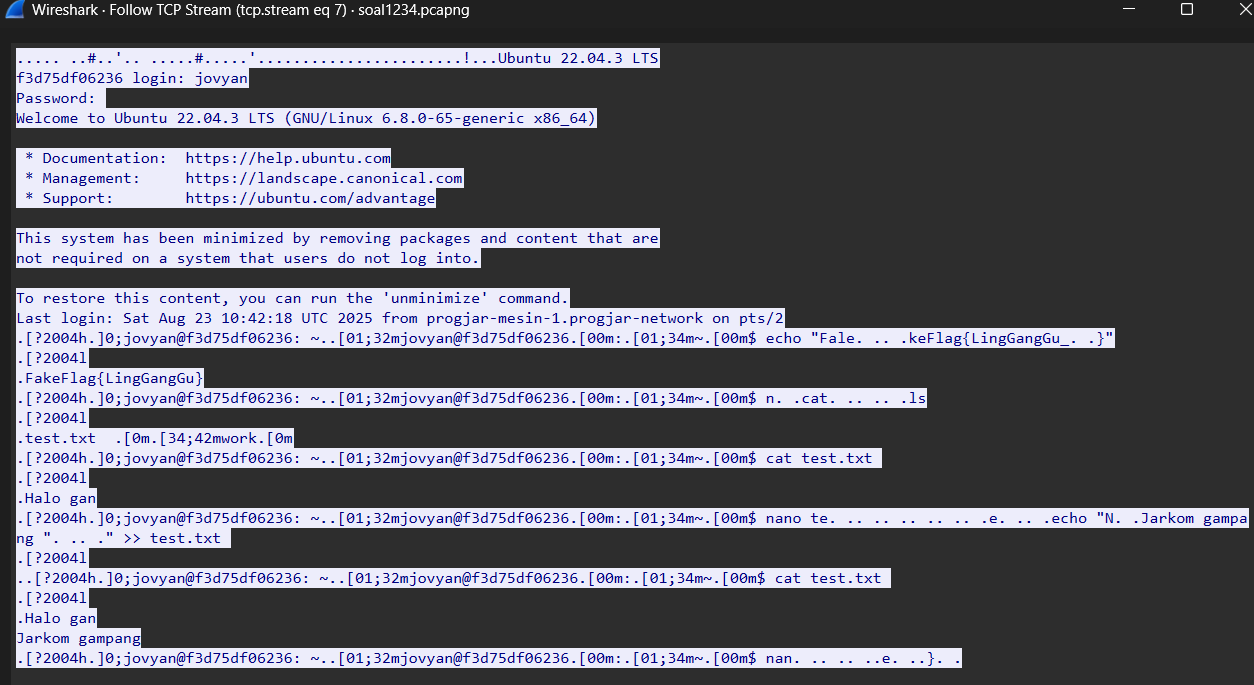 Wireshark · Follow TCP Stream (tcp.stream eq 7) · soal1234.pcapng
..... ..#..'.. .....#.....'.......................!...Ubuntu 22.04.3 LTS
f3d75df06236 login: jovyan
Password:
Welcome to Ubuntu 22.04.3 LTS (GNU/Linux 6.8.0-65-generic x86_64)
* Documentation:  https://help.ubuntu.com
* Management:     https://landscape.canonical.com
* Support:        https://ubuntu.com/advantage
This system has been minimized by removing packages and content that are
not required on a system that users do not log into.
To restore this content, you can run the 'unminimize' command.
Last login: Sat Aug 23 10:42:18 UTC 2025 from progjar-mesin-1.progjar-network on pts/2
.[?2004h.]0;jovyan@f3d75df06236: ~..[01;32mjovyan@f3d75df06236.[00m:.[01;34m~.[00m$ echo "Fale. .. .keFlag{LingGangGu_. .}"
.[?2004l
.FakeFlag{LingGangGu}
.[?2004h.]0;jovyan@f3d75df06236: ~..[01;32mjovyan@f3d75df06236.[00m:.[01;34m~.[00m$ n. .cat. .. .. .ls
.[?2004l
.test.txt  .[0m.[34;42mwork.[0m
.[?2004h.]0;jovyan@f3d75df06236: ~..[01;32mjovyan@f3d75df06236.[00m:.[01;34m~.[00m$ cat test.txt
.[?2004l
.Halo gan
.[?2004h.]0;jovyan@f3d75df06236: ~..[01;32mjovyan@f3d75df06236.[00m:.[01;34m~.[00m$ nano te. .. .. .. .. .. .e. .. .echo "N. .Jarkom gampa
ng ". .. ." >> test.txt
.[?2004l
..[?2004h.]0;jovyan@f3d75df06236: ~..[01;32mjovyan@f3d75df06236.[00m:.[01;34m~.[00m$ cat test.txt
.[?2004l
.Halo gan
Jarkom gampang
.[?2004h.]0;jovyan@f3d75df06236: ~..[01;32mjovyan@f3d75df06236.[00m:.[01;34m~.[00m$ nan. .. .. ..e. ..}. .